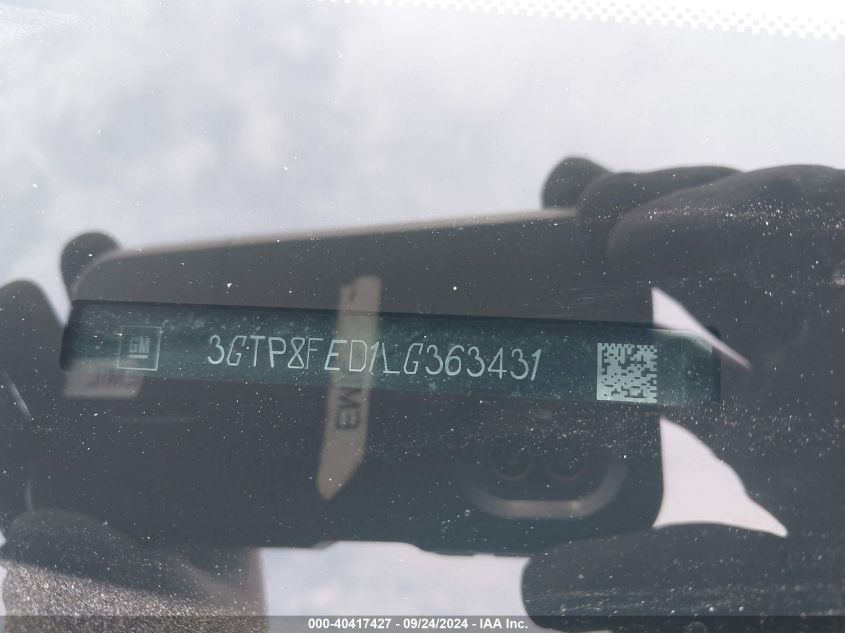 GM 3GTP8FED1LG363431
000-40417427 - 09/24/2024 - IAA Inc.